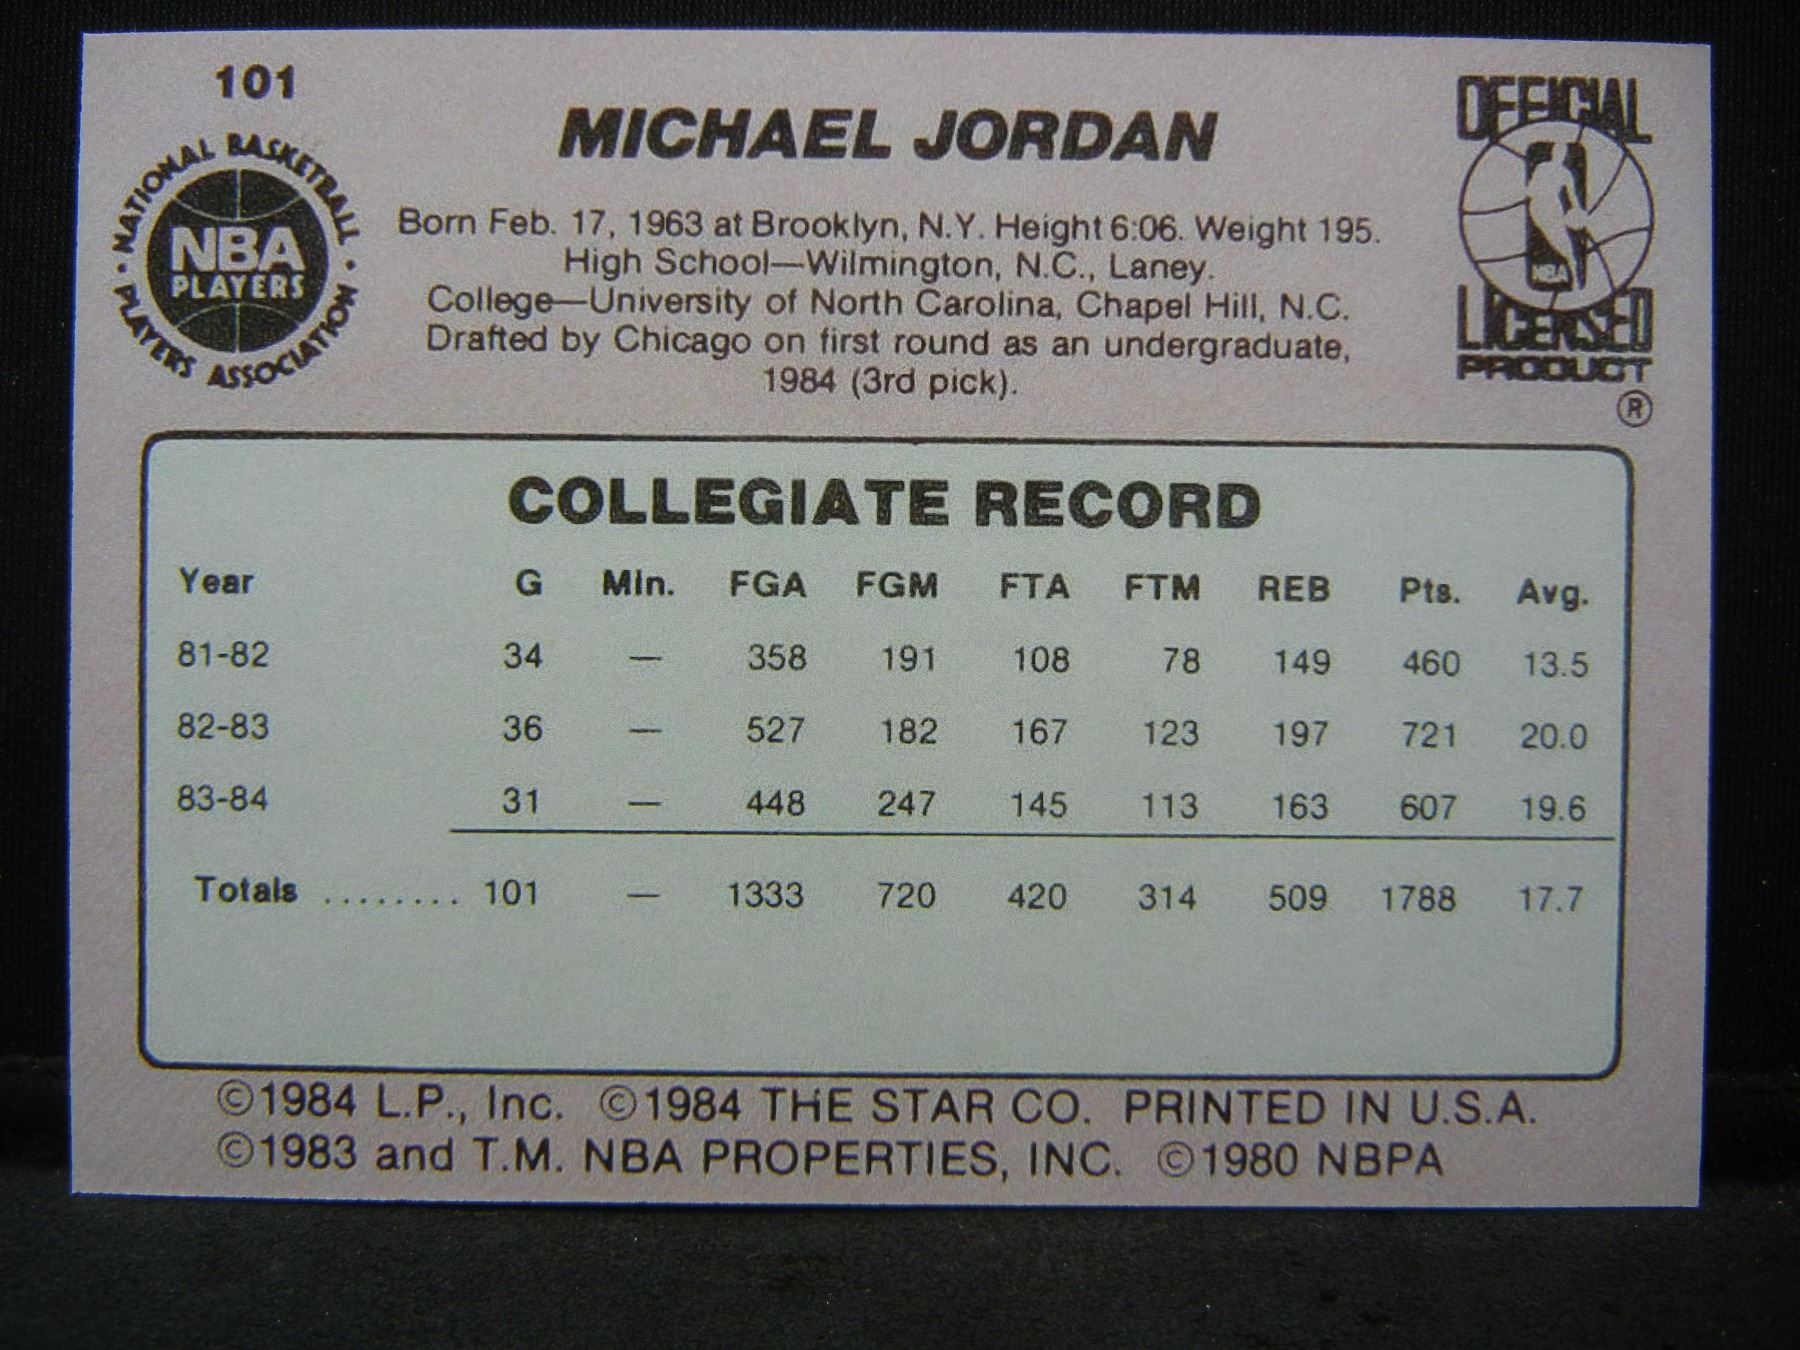 101
MICHAEL JORDAN
NATIONAL BASKETBALL
NBA
PLAYERS
PLAYERS ASSOCIATION
OFFICIAL
NBA
LICENSED
PRODUCT
®
Born Feb. 17, 1963 at Brooklyn, N.Y. Height 6:06. Weight 195.
High School—Wilmington, N.C., Laney.
College—University of North Carolina, Chapel Hill, N.C.
Drafted by Chicago on first round as an undergraduate,
1984 (3rd pick).
COLLEGIATE RECORD
Year G Min. FGA FGM FTA FTM REB Pts. Avg.
81-82 34 — 358 191 108 78 149 460 13.5
82-83 36 — 527 182 167 123 197 721 20.0
83-84 31 — 448 247 145 113 163 607 19.6
Totals ........ 101 — 1333 720 420 314 509 1788 17.7
©1984 L.P., Inc. ©1984 THE STAR CO. PRINTED IN U.S.A.
©1983 and T.M. NBA PROPERTIES, INC. ©1980 NBPA